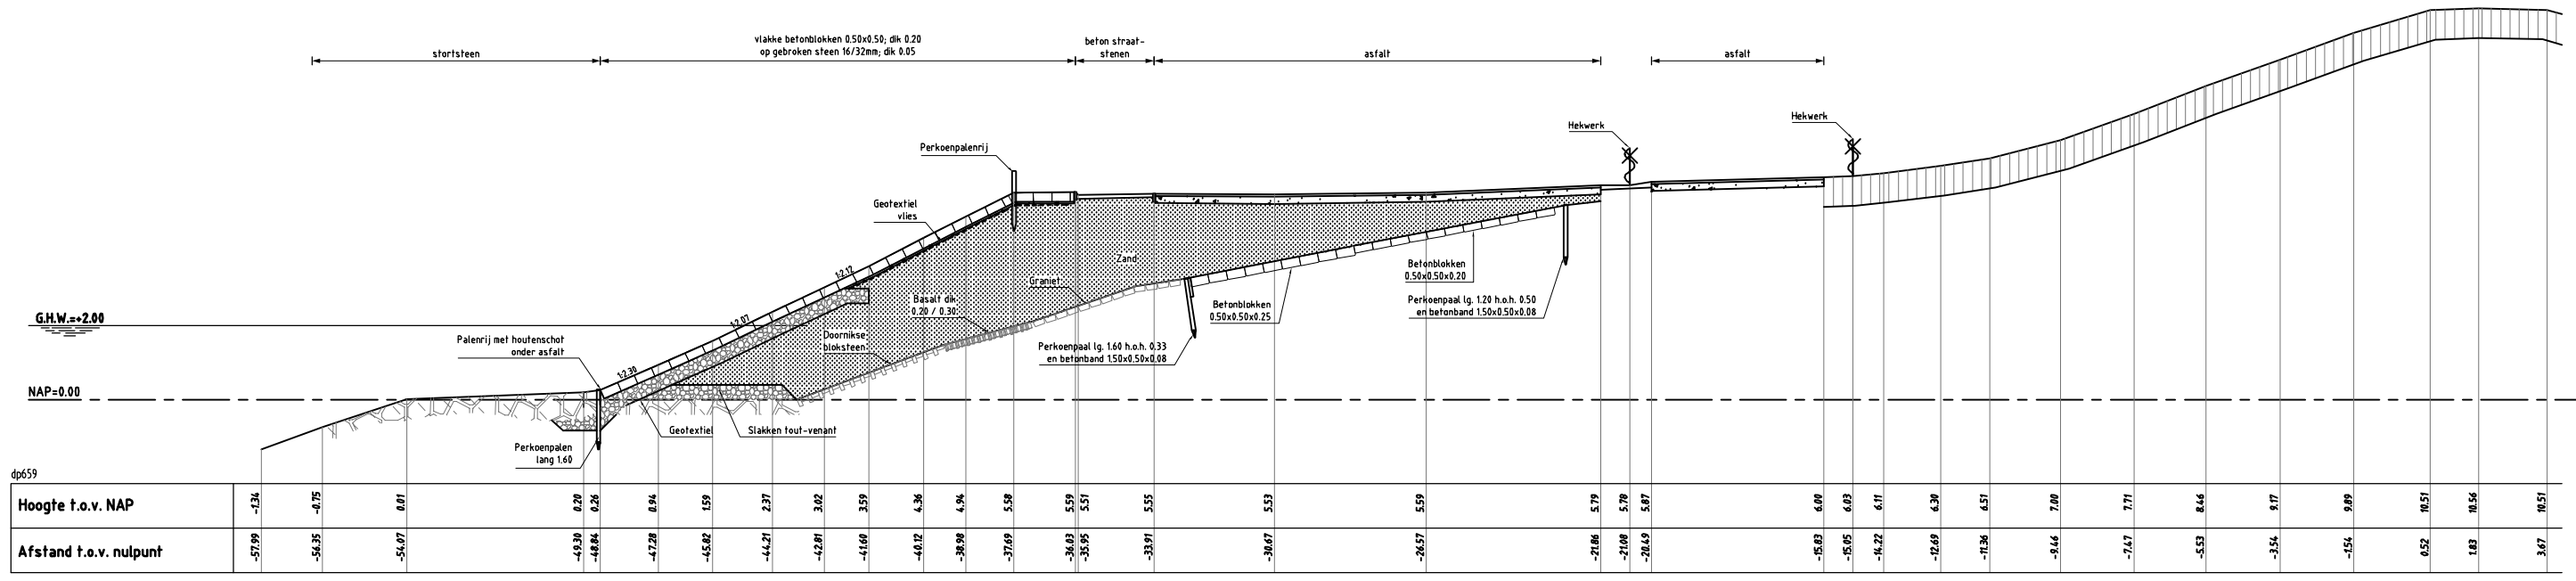 stortsteen
vlakke betonblokken 0,50x0,50; dik 0.20
op gebroken steen 16/32mm; dik 0.05
beton straat-
stenen
asfalt
asfalt
Hekwerk
Hekwerk
Perkoenpalenrij
Geotextiel
vlies
1:2.12
Zand
Graniet
Betonblokken
0.50x0.50x0.20
Basalt dik
0.20 / 0.30
Betonblokken
0.50x0.50x0.25
Perkoenpaal lg. 1.20 h.o.h. 0.50
en betonband 1.50x0.50x0.08
G.H.W.=+2.00
1:2.07
Palenrij met houtenschot
onder asfalt
Doornikse
bloksteen
Perkoenpaal lg. 1.60 h.o.h. 0.33
en betonband 1.50x0.50x0.08
1:2.30
NAP=0.00
Geotextiel
Slakken tout-venant
Perkoenpalen
lang 1.60
dp659
Hoogte t.o.v. NAP -1.34 -0.75 0.01 0.20 0.26 0.94 1.59 2.37 3.02 3.59 4.36 4.94 5.58 5.59 5.51 5.55 5.53 5.59 5.79 5.78 5.87 6.00 6.03 6.11 6.30 6.51 7.00 7.71 8.46 9.17 9.89 10.51 10.56 10.51
Afstand t.o.v. nulpunt -57.99 -56.35 -54.07 -49.30 -48.84 -47.28 -45.82 -44.21 -42.81 -41.60 -40.12 -38.98 -37.69 -36.03 -35.95 -33.91 -30.67 -26.57 -21.86 -21.08 -20.49 -15.83 -15.05 -14.22 -12.69 -11.36 -9.46 -7.47 -5.53 -3.54 -1.54 0.52 1.83 3.67